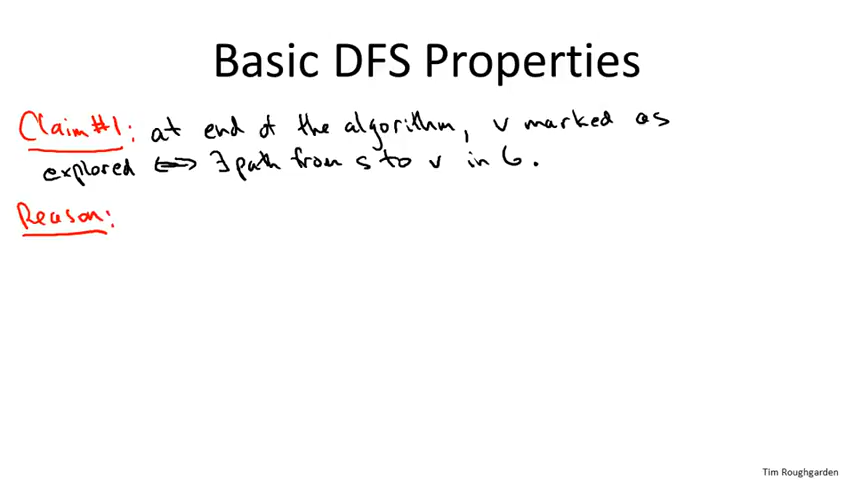 Basic DFS Properties
Claim #1: at end of the algorithm, v marked as
explored <=> ∃ path from s to v in G.
Reason:
Tim Roughgarden